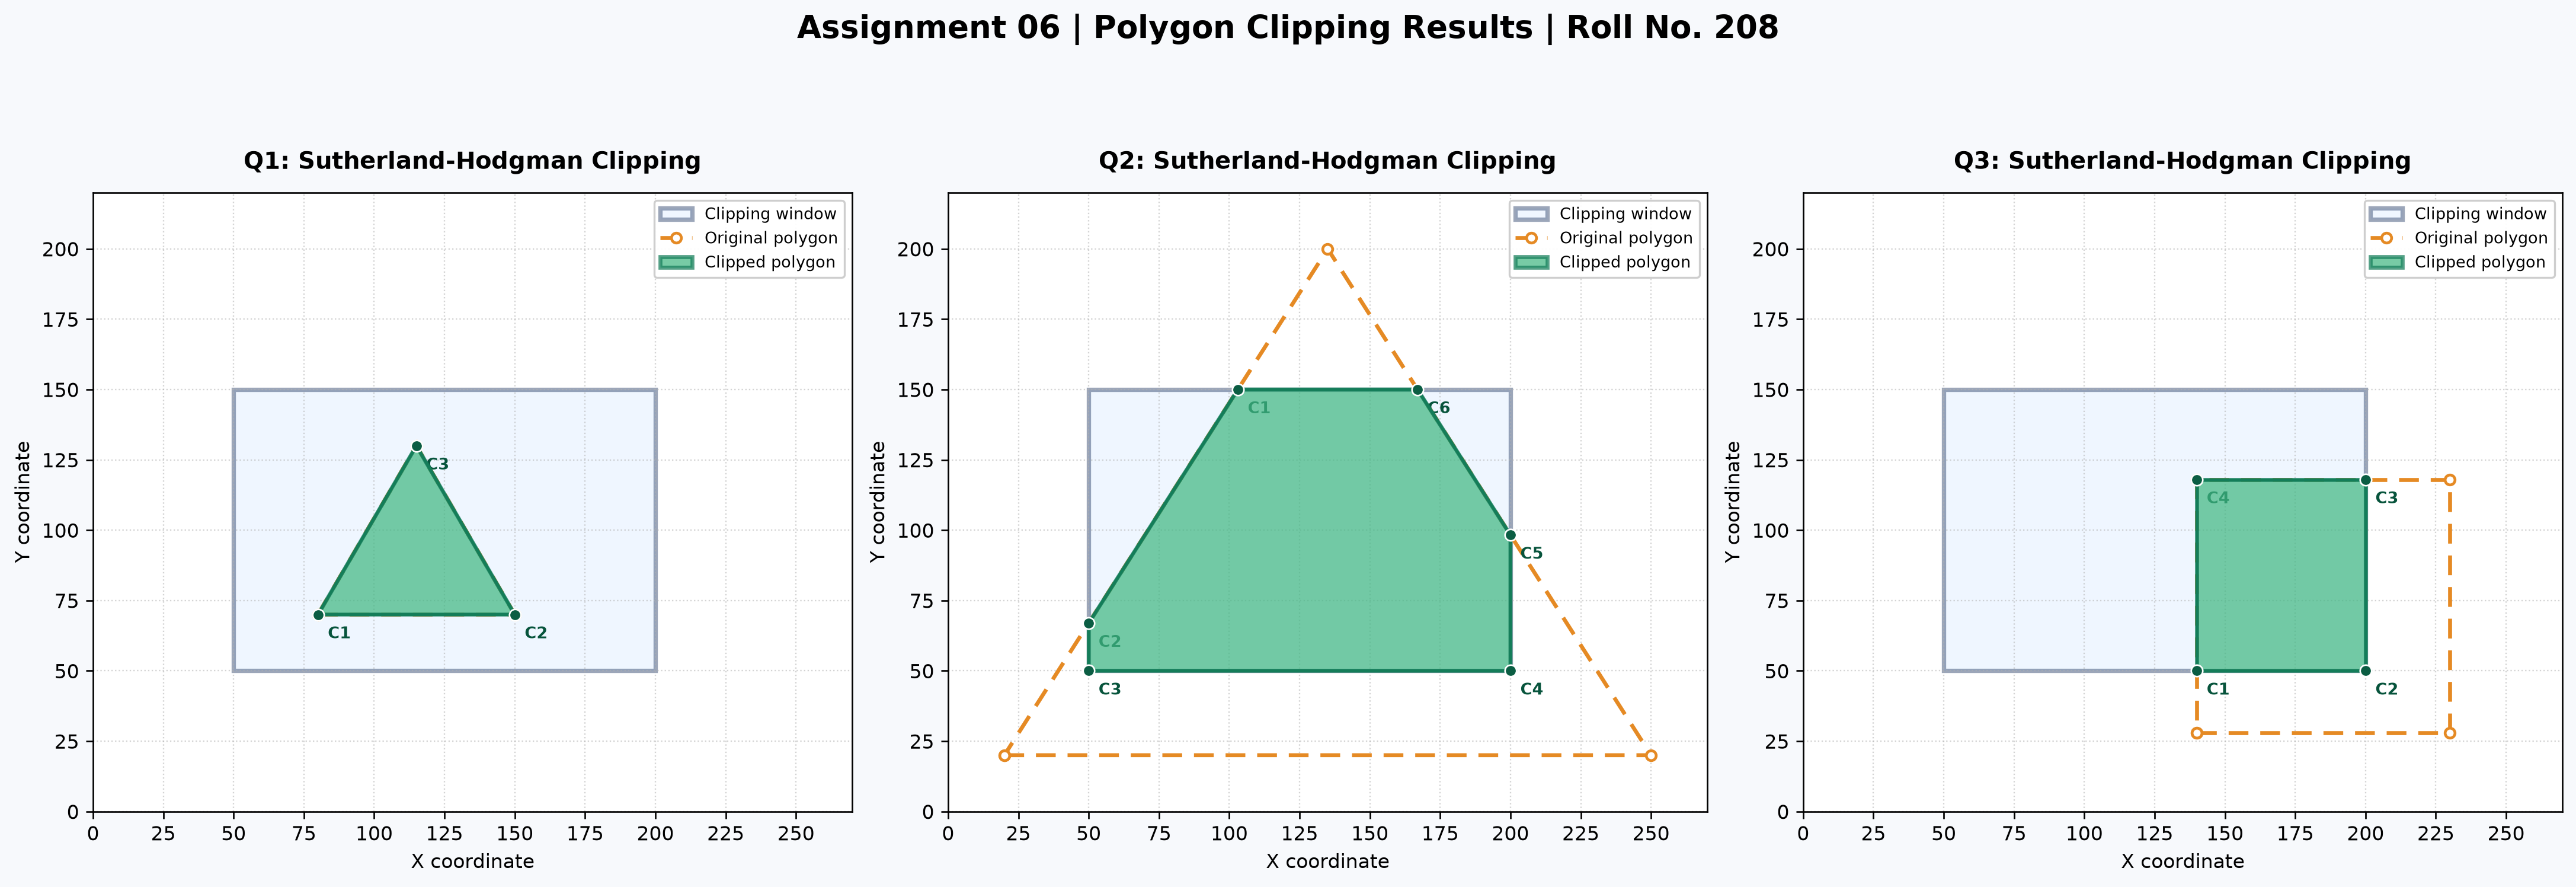 Assignment 06 | Polygon Clipping Results | Roll No. 208
Q1: Sutherland-Hodgman Clipping
Clipping window
Original polygon
Clipped polygon
200
175
150
125
100
75
50
25
0
Y coordinate
C3
C1
C2
0 25 50 75 100 125 150 175 200 225 250
X coordinate
Q2: Sutherland-Hodgman Clipping
Clipping window
Original polygon
Clipped polygon
200
175
150
125
100
75
50
25
0
Y coordinate
C1
C6
C5
C2
C3
C4
0 25 50 75 100 125 150 175 200 225 250
X coordinate
Q3: Sutherland-Hodgman Clipping
Clipping window
Original polygon
Clipped polygon
200
175
150
125
100
75
50
25
0
Y coordinate
C4
C3
C1
C2
0 25 50 75 100 125 150 175 200 225 250
X coordinate